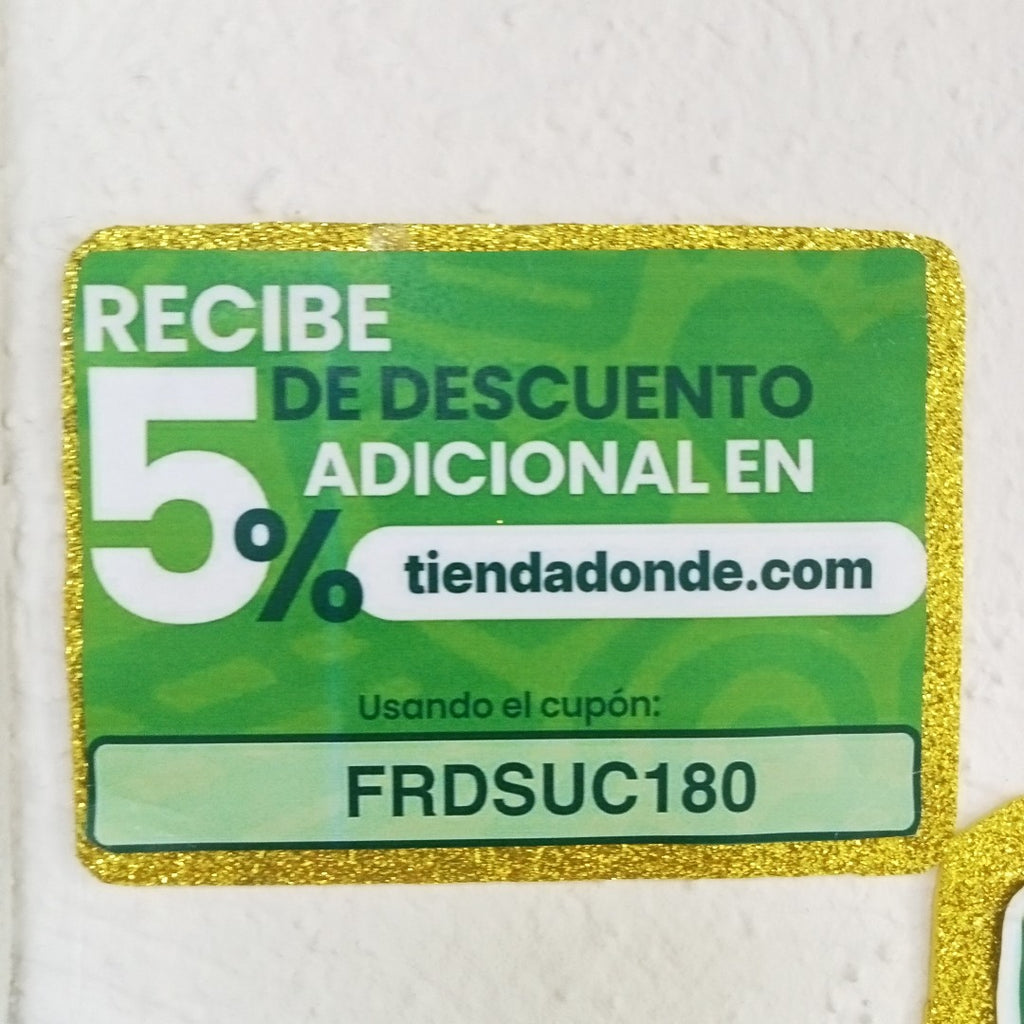 RECIBE
5% DE DESCUENTO
ADICIONAL EN
tiendadonde.com
Usando el cupón:
FRDSUC180